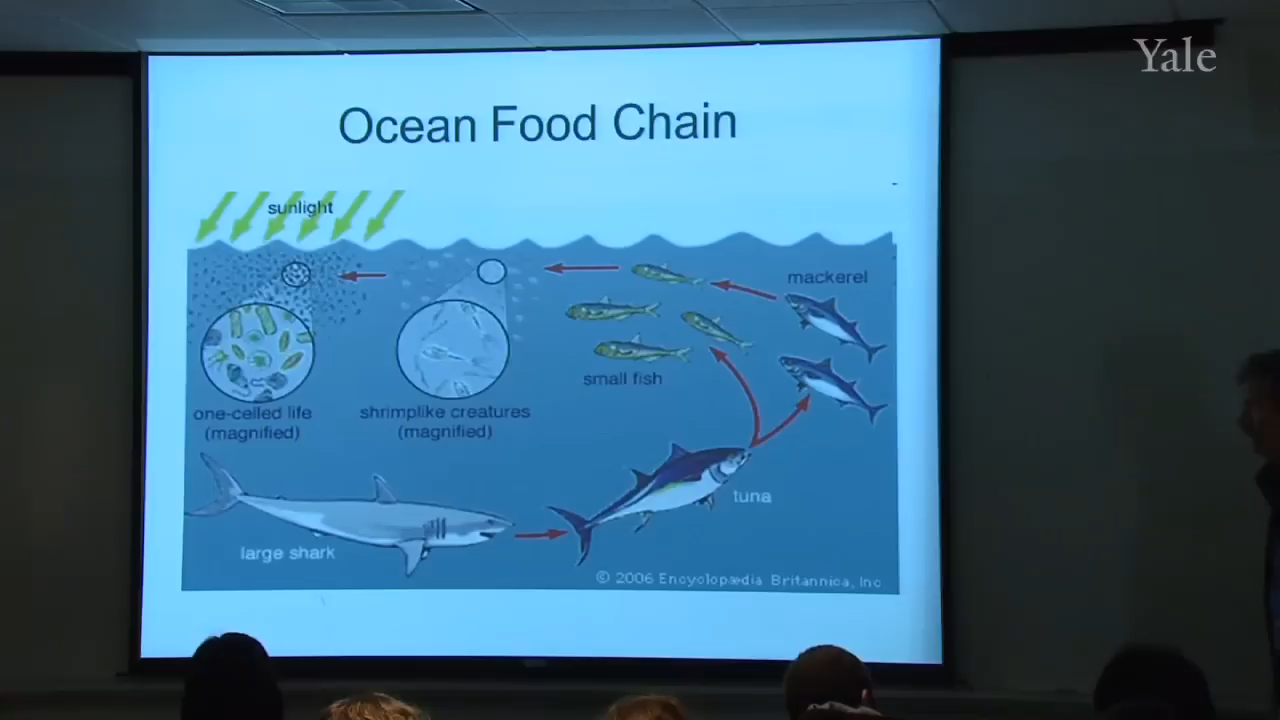 Yale
Ocean Food Chain
sunlight
mackerel
small fish
one-celled life
(magnified)
shrimplike creatures
(magnified)
tuna
large shark
© 2006 Encyclopædia Britannica, Inc.